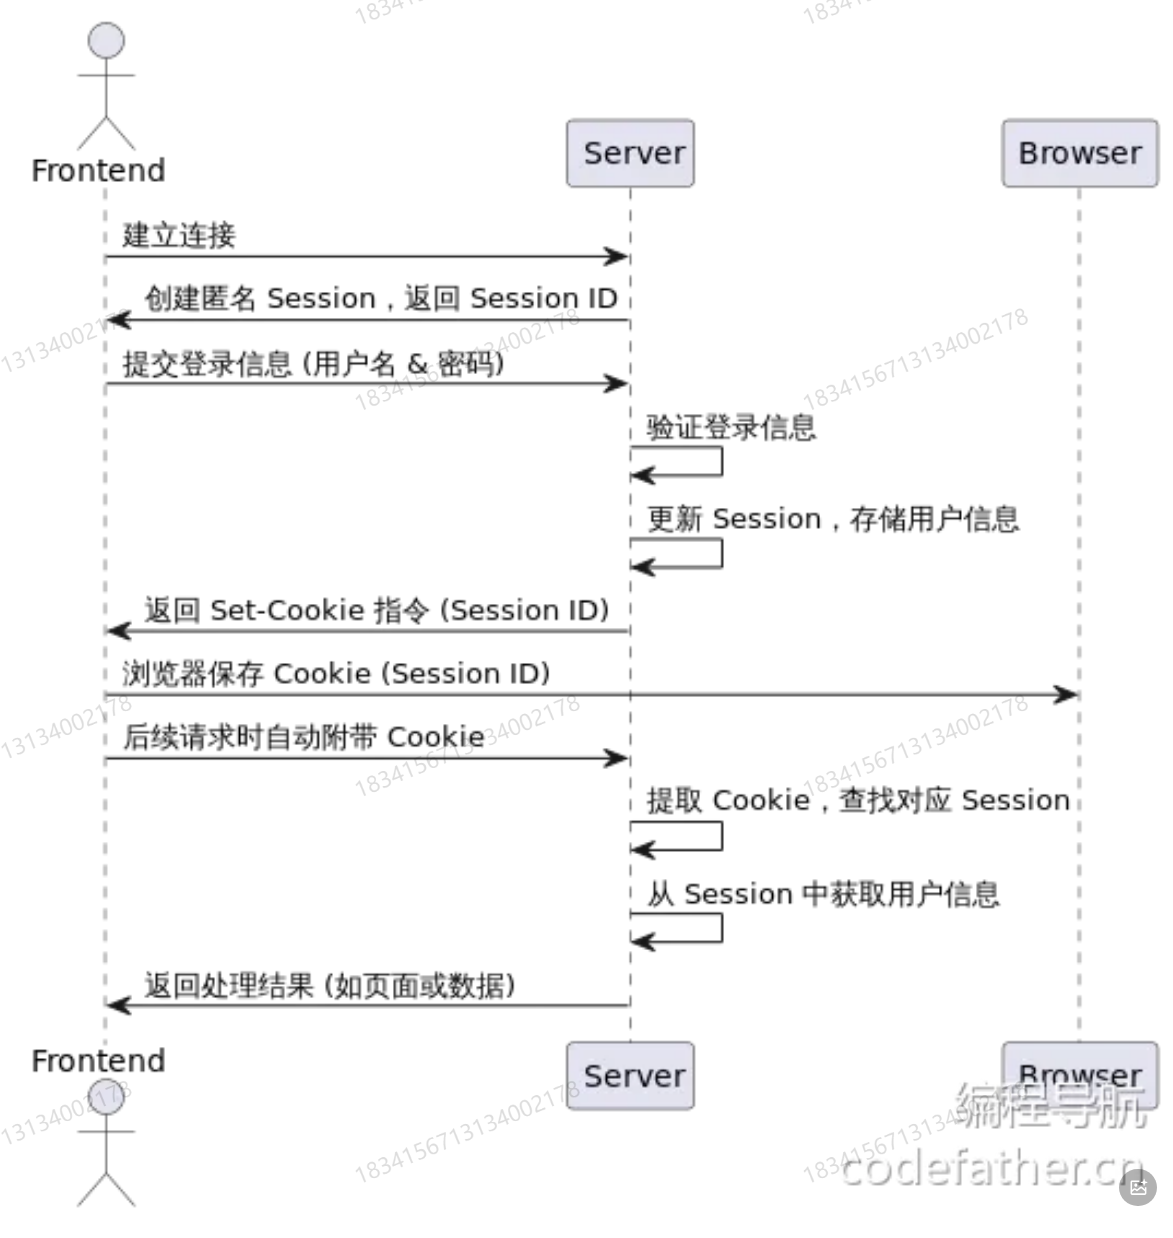 Frontend
Server
Browser
建立连接
创建匿名 Session，返回 Session ID
提交登录信息 (用户名 & 密码)
验证登录信息
更新 Session，存储用户信息
返回 Set-Cookie 指令 (Session ID)
浏览器保存 Cookie (Session ID)
后续请求时自动附带 Cookie
提取 Cookie，查找对应 Session
从 Session 中获取用户信息
返回处理结果 (如页面或数据)
Frontend
Server
Browser
编程导航
codefather.cn
1834156713134002178
1834156713134002178
1834156713134002178
1834156713134002178
1834156713134002178